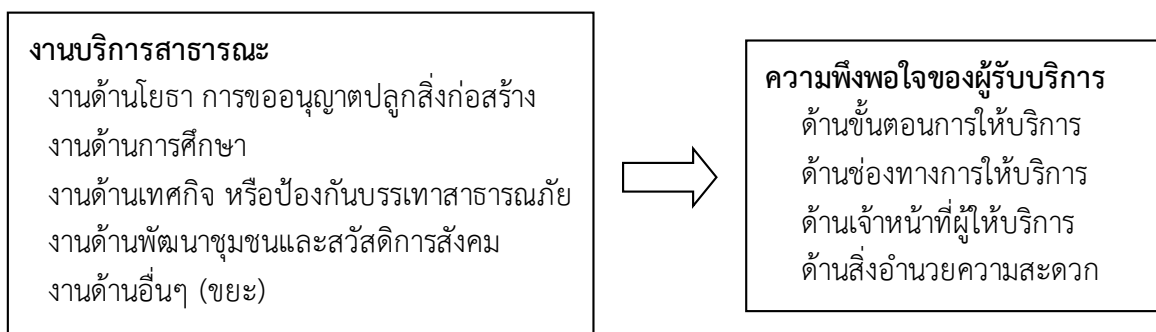 งานบริการสาธารณะ
งานด้านโยธา การขออนุญาตปลูกสิ่งก่อสร้าง
งานด้านการศึกษา
งานด้านเทศกิจ หรือป้องกันบรรเทาสาธารณภัย
งานด้านพัฒนาชุมชนและสวัสดิการสังคม
งานด้านอื่นๆ (ขยะ)
ความพึงพอใจของผู้รับบริการ
ด้านขั้นตอนการให้บริการ
ด้านช่องทางการให้บริการ
ด้านเจ้าหน้าที่ผู้ให้บริการ
ด้านสิ่งอำนวยความสะดวก